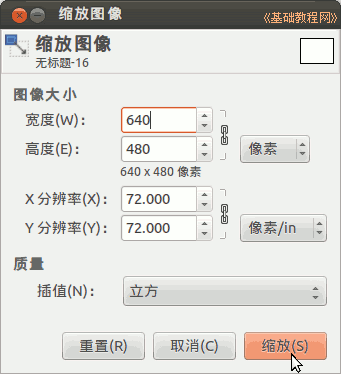 缩放图像
《基础教程网》
缩放图像
无标题-16
图像大小
宽度(W): 640
高度(E): 480 像素
640 x 480 像素
X 分辨率(X): 72.000
Y 分辨率(Y): 72.000 像素/in
质量
插值(N): 立方
重置(R) 取消(C) 缩放(S)